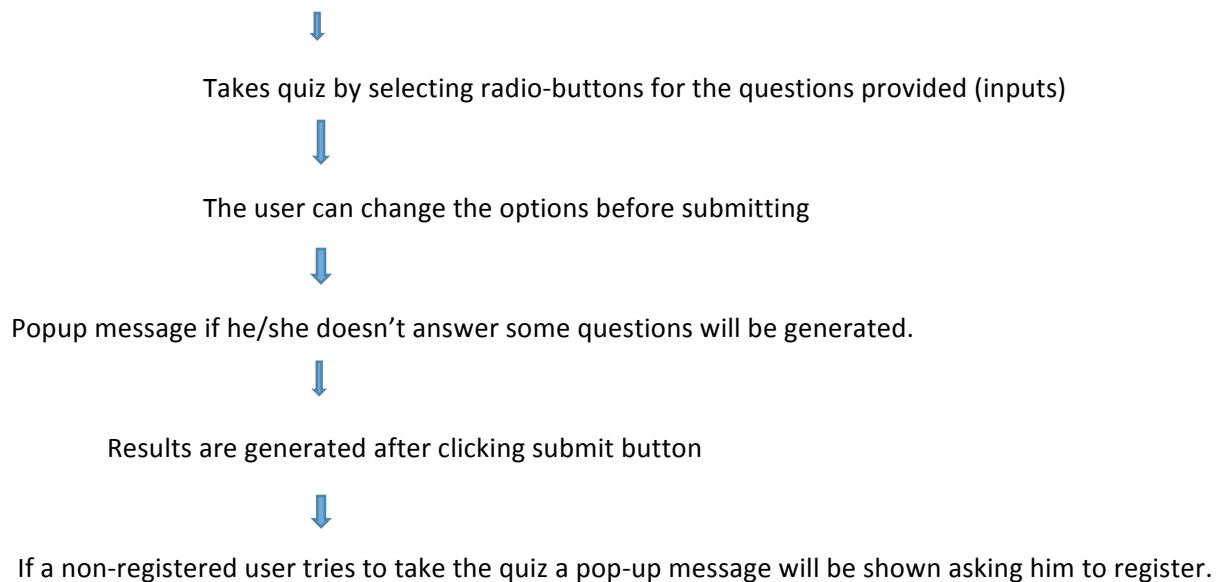 Takes quiz by selecting radio-buttons for the questions provided (inputs)
The user can change the options before submitting
Popup message if he/she doesn’t answer some questions will be generated.
Results are generated after clicking submit button
If a non-registered user tries to take the quiz a pop-up message will be shown asking him to register.